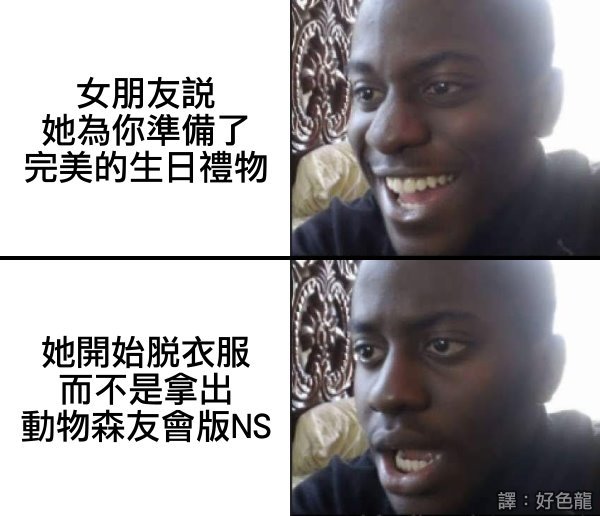 女朋友説
她為你準備了
完美的生日禮物
她開始脱衣服
而不是拿出
動物森友會版NS
譯：好色龍